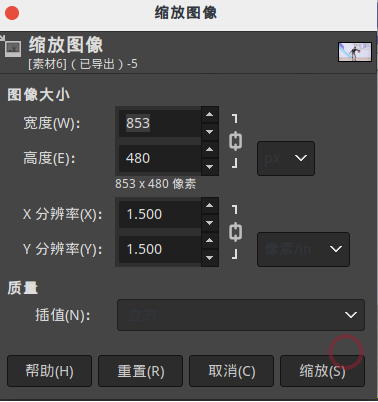 缩放图像
缩放图像
[素材6] (已导出) -5
图像大小
宽度(W): 853
高度(E): 480 px
853 x 480 像素
X 分辨率(X): 1.500
Y 分辨率(Y): 1.500 像素/in
质量
插值(N): 立方
帮助(H) 重置(R) 取消(C) 缩放(S)